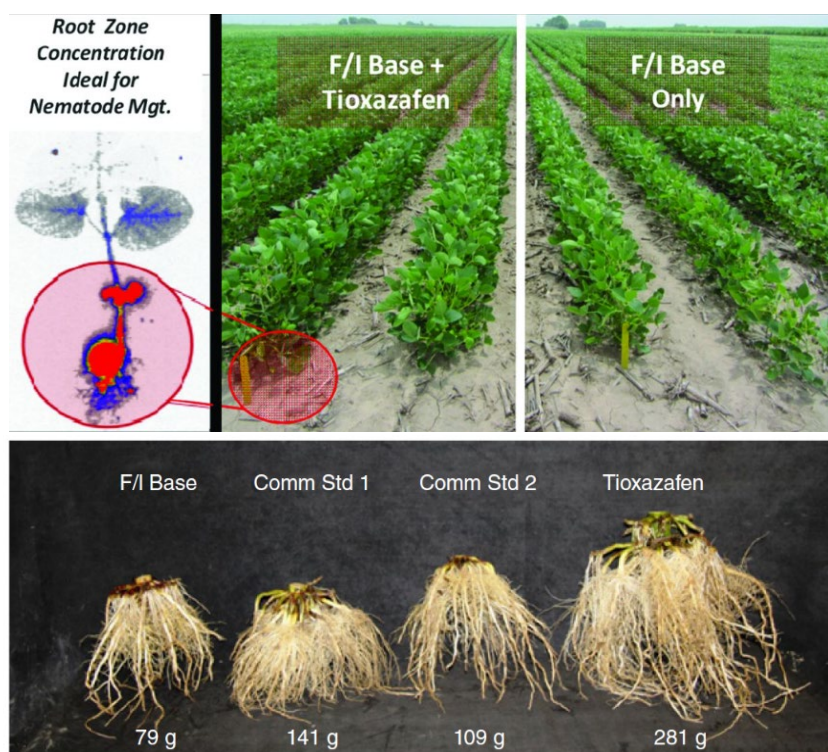 Root Zone
Concentration
Ideal for
Nematode Mgt.
F/I Base +
Tioxazafen
F/I Base
Only
F/I Base
Comm Std 1
Comm Std 2
Tioxazafen
79 g
141 g
109 g
281 g